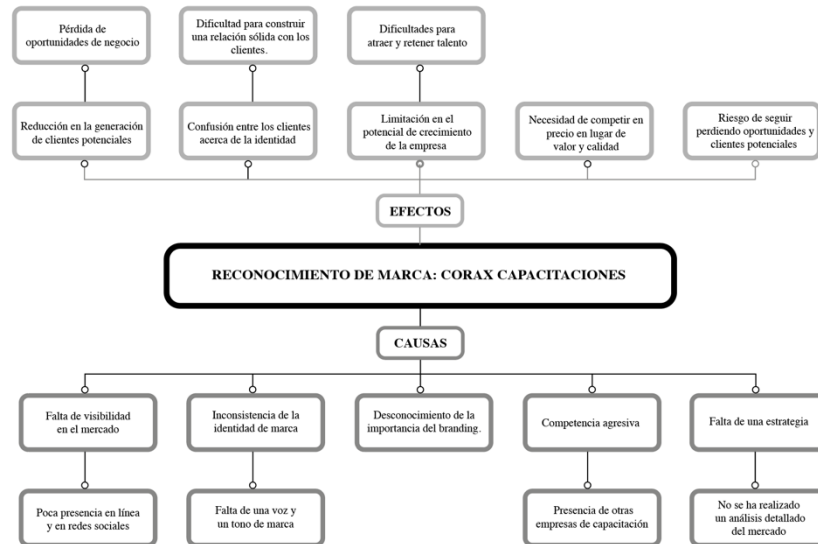 Pérdida de
oportunidades de negocio
Dificultad para construir
una relación sólida con los
clientes.
Dificultades para
atraer y retener talento
Reducción en la generación
de clientes potenciales
Confusión entre los clientes
acerca de la identidad
Limitación en el
potencial de crecimiento
de la empresa
Necesidad de competir en
precio en lugar de
valor y calidad
Riesgo de seguir
perdiendo oportunidades y
clientes potenciales
EFECTOS
RECONOCIMIENTO DE MARCA: CORAX CAPACITACIONES
CAUSAS
Falta de visibilidad
en el mercado
Inconsistencia de la
identidad de marca
Desconocimiento de la
importancia del branding.
Competencia agresiva
Falta de una estrategia
Poca presencia en línea
y en redes sociales
Falta de una voz y
un tono de marca
Presencia de otras
empresas de capacitación
No se ha realizado
un análisis detallado
del mercado